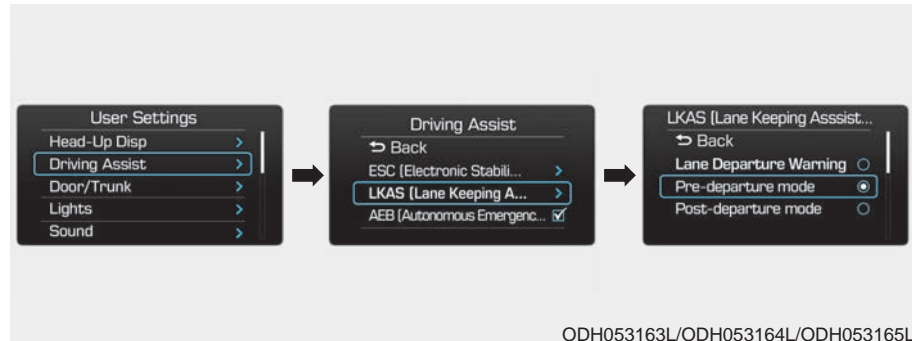 User Settings
Head-Up Disp
Driving Assist
Door/Trunk
Lights
Sound
Driving Assist
Back
ESC (Electronic Stabili...
LKAS (Lane Keeping A...
AEB (Autonomous Emergenc...
LKAS (Lane Keeping Asssist...
Back
Lane Departure Warning
Pre-departure mode
Post-departure mode
ODH053163L/ODH053164L/ODH053165L